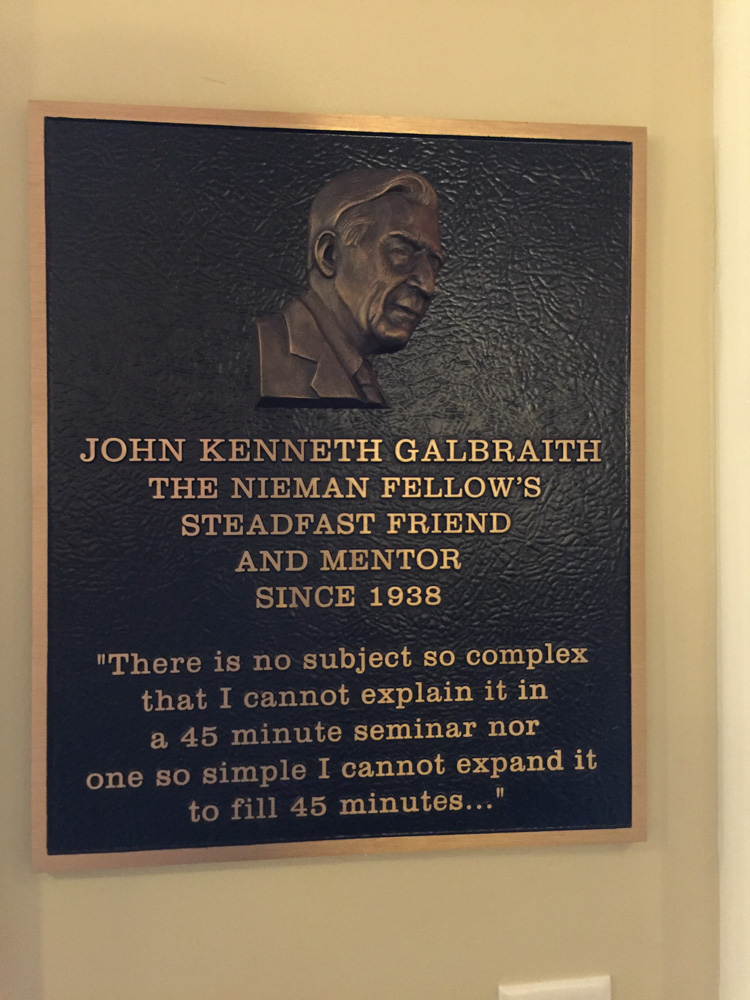 JOHN KENNETH GALBRAITH
THE NIEMAN FELLOW'S
STEADFAST FRIEND
AND MENTOR
SINCE 1938
"There is no subject so complex
that I cannot explain it in
a 45 minute seminar nor
one so simple I cannot expand it
to fill 45 minutes..."